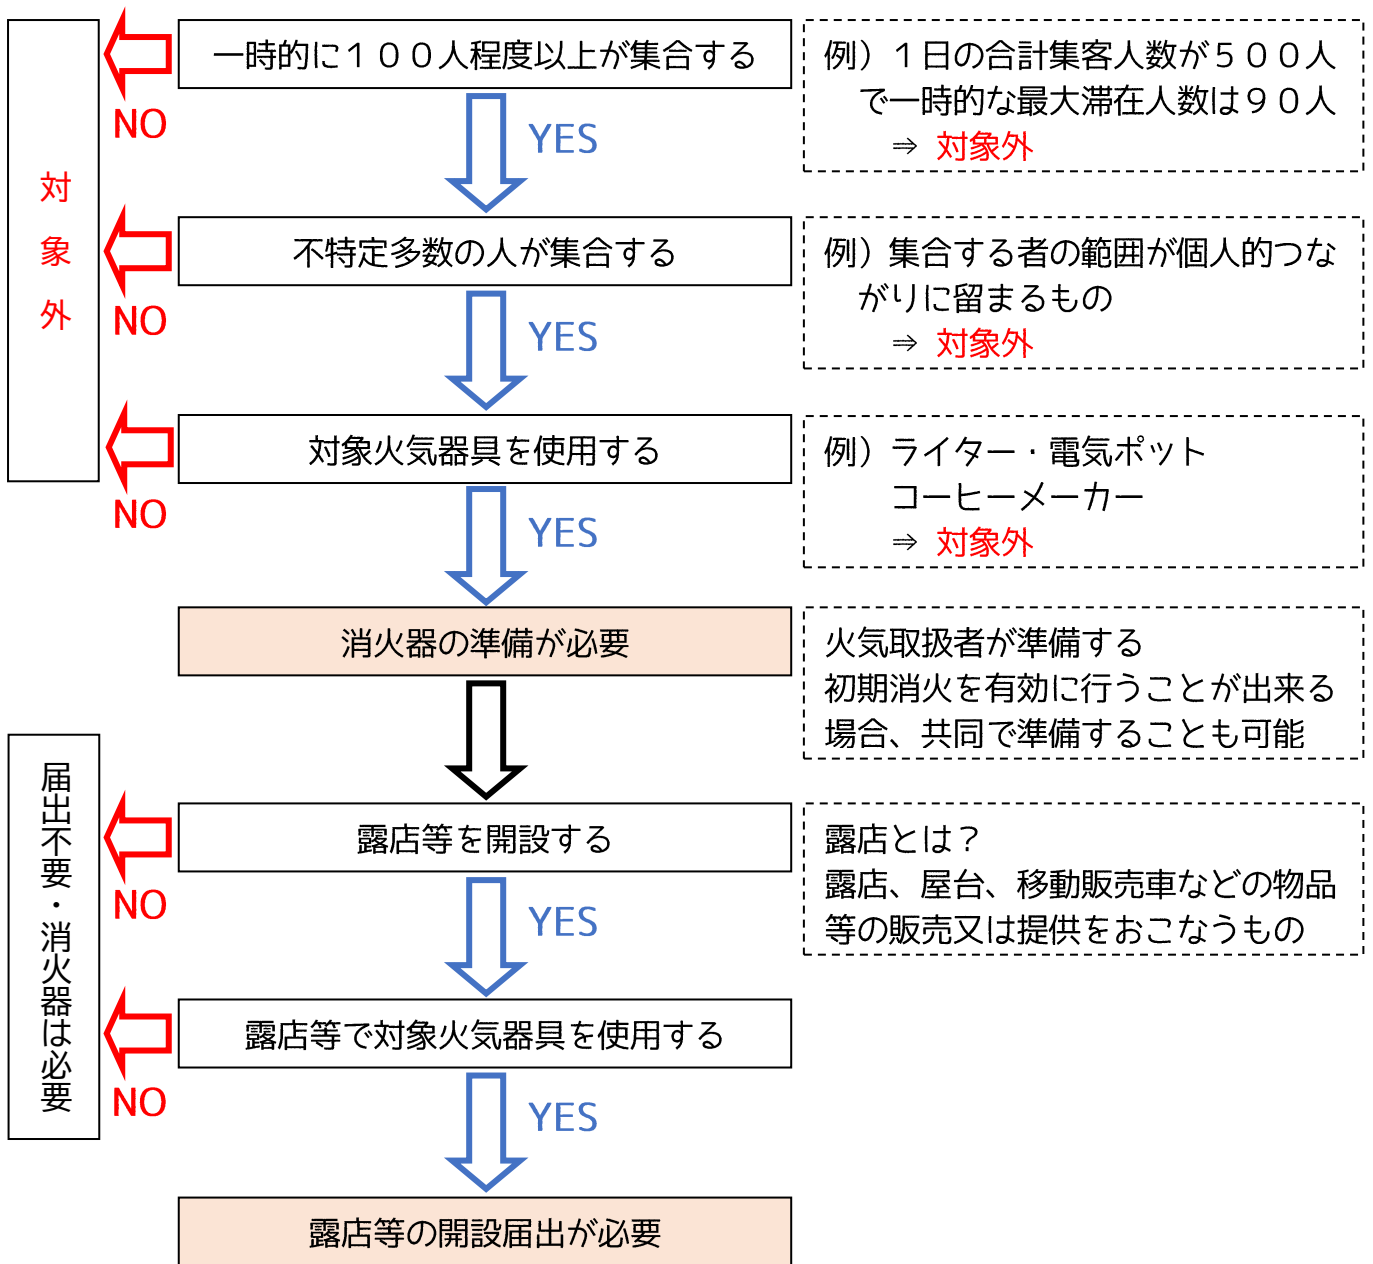 一時的に１００人程度以上が集合する
例）１日の合計集客人数が５００人
で一時的な最大滞在人数は９０人
⇒ 対象外
NO
YES
対象外
不特定多数の人が集合する
例）集合する者の範囲が個人的つな
がりに留まるもの
⇒ 対象外
NO
YES
対象火気器具を使用する
例）ライター・電気ポット
コーヒーメーカー
⇒ 対象外
NO
YES
消火器の準備が必要
火気取扱者が準備する
初期消火を有効に行うことが出来る
場合、共同で準備することも可能
届出不要・消火器は必要
露店等を開設する
露店とは？
露店、屋台、移動販売車などの物品
等の販売又は提供をおこなうもの
NO
YES
露店等で対象火気器具を使用する
NO
YES
露店等の開設届出が必要